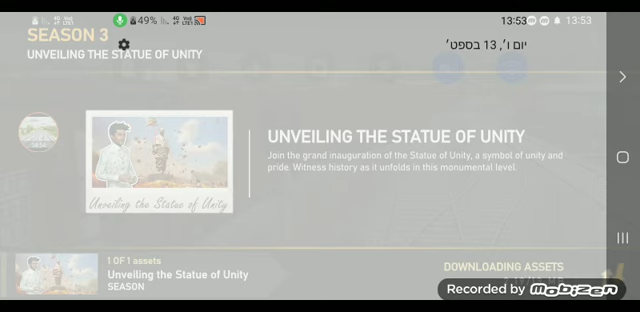 49%
13:53
13:53
SEASON 3
יום ו׳, 13 בספט׳
UNVEILING THE STATUE OF UNITY
UNVEILING THE STATUE OF UNITY
Join the grand inauguration of the Statue of Unity, a symbol of unity and
pride. Witness history as it unfolds in this monumental level.
Unveiling the Statue of Unity
1 OF 1 assets
Unveiling the Statue of Unity
SEASON
DOWNLOADING ASSETS
Recorded by Mobizen